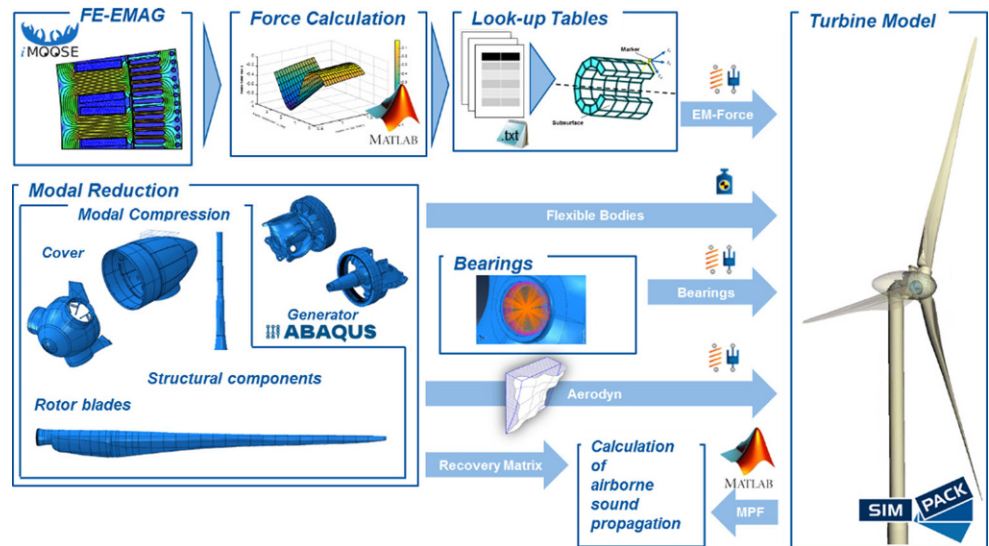 FE-EMAG
iMOOSE
Force Calculation
MATLAB
Look-up Tables
.txt
Marker
Subsurface
EM-Force
Turbine Model
Modal Reduction
Modal Compression
Cover
Generator
ABAQUS
Structural components
Rotor blades
Flexible Bodies
Bearings
Bearings
Aerodyn
Recovery Matrix
Calculation
of
airborne
sound
propagation
MATLAB
MPF
SIM
PACK